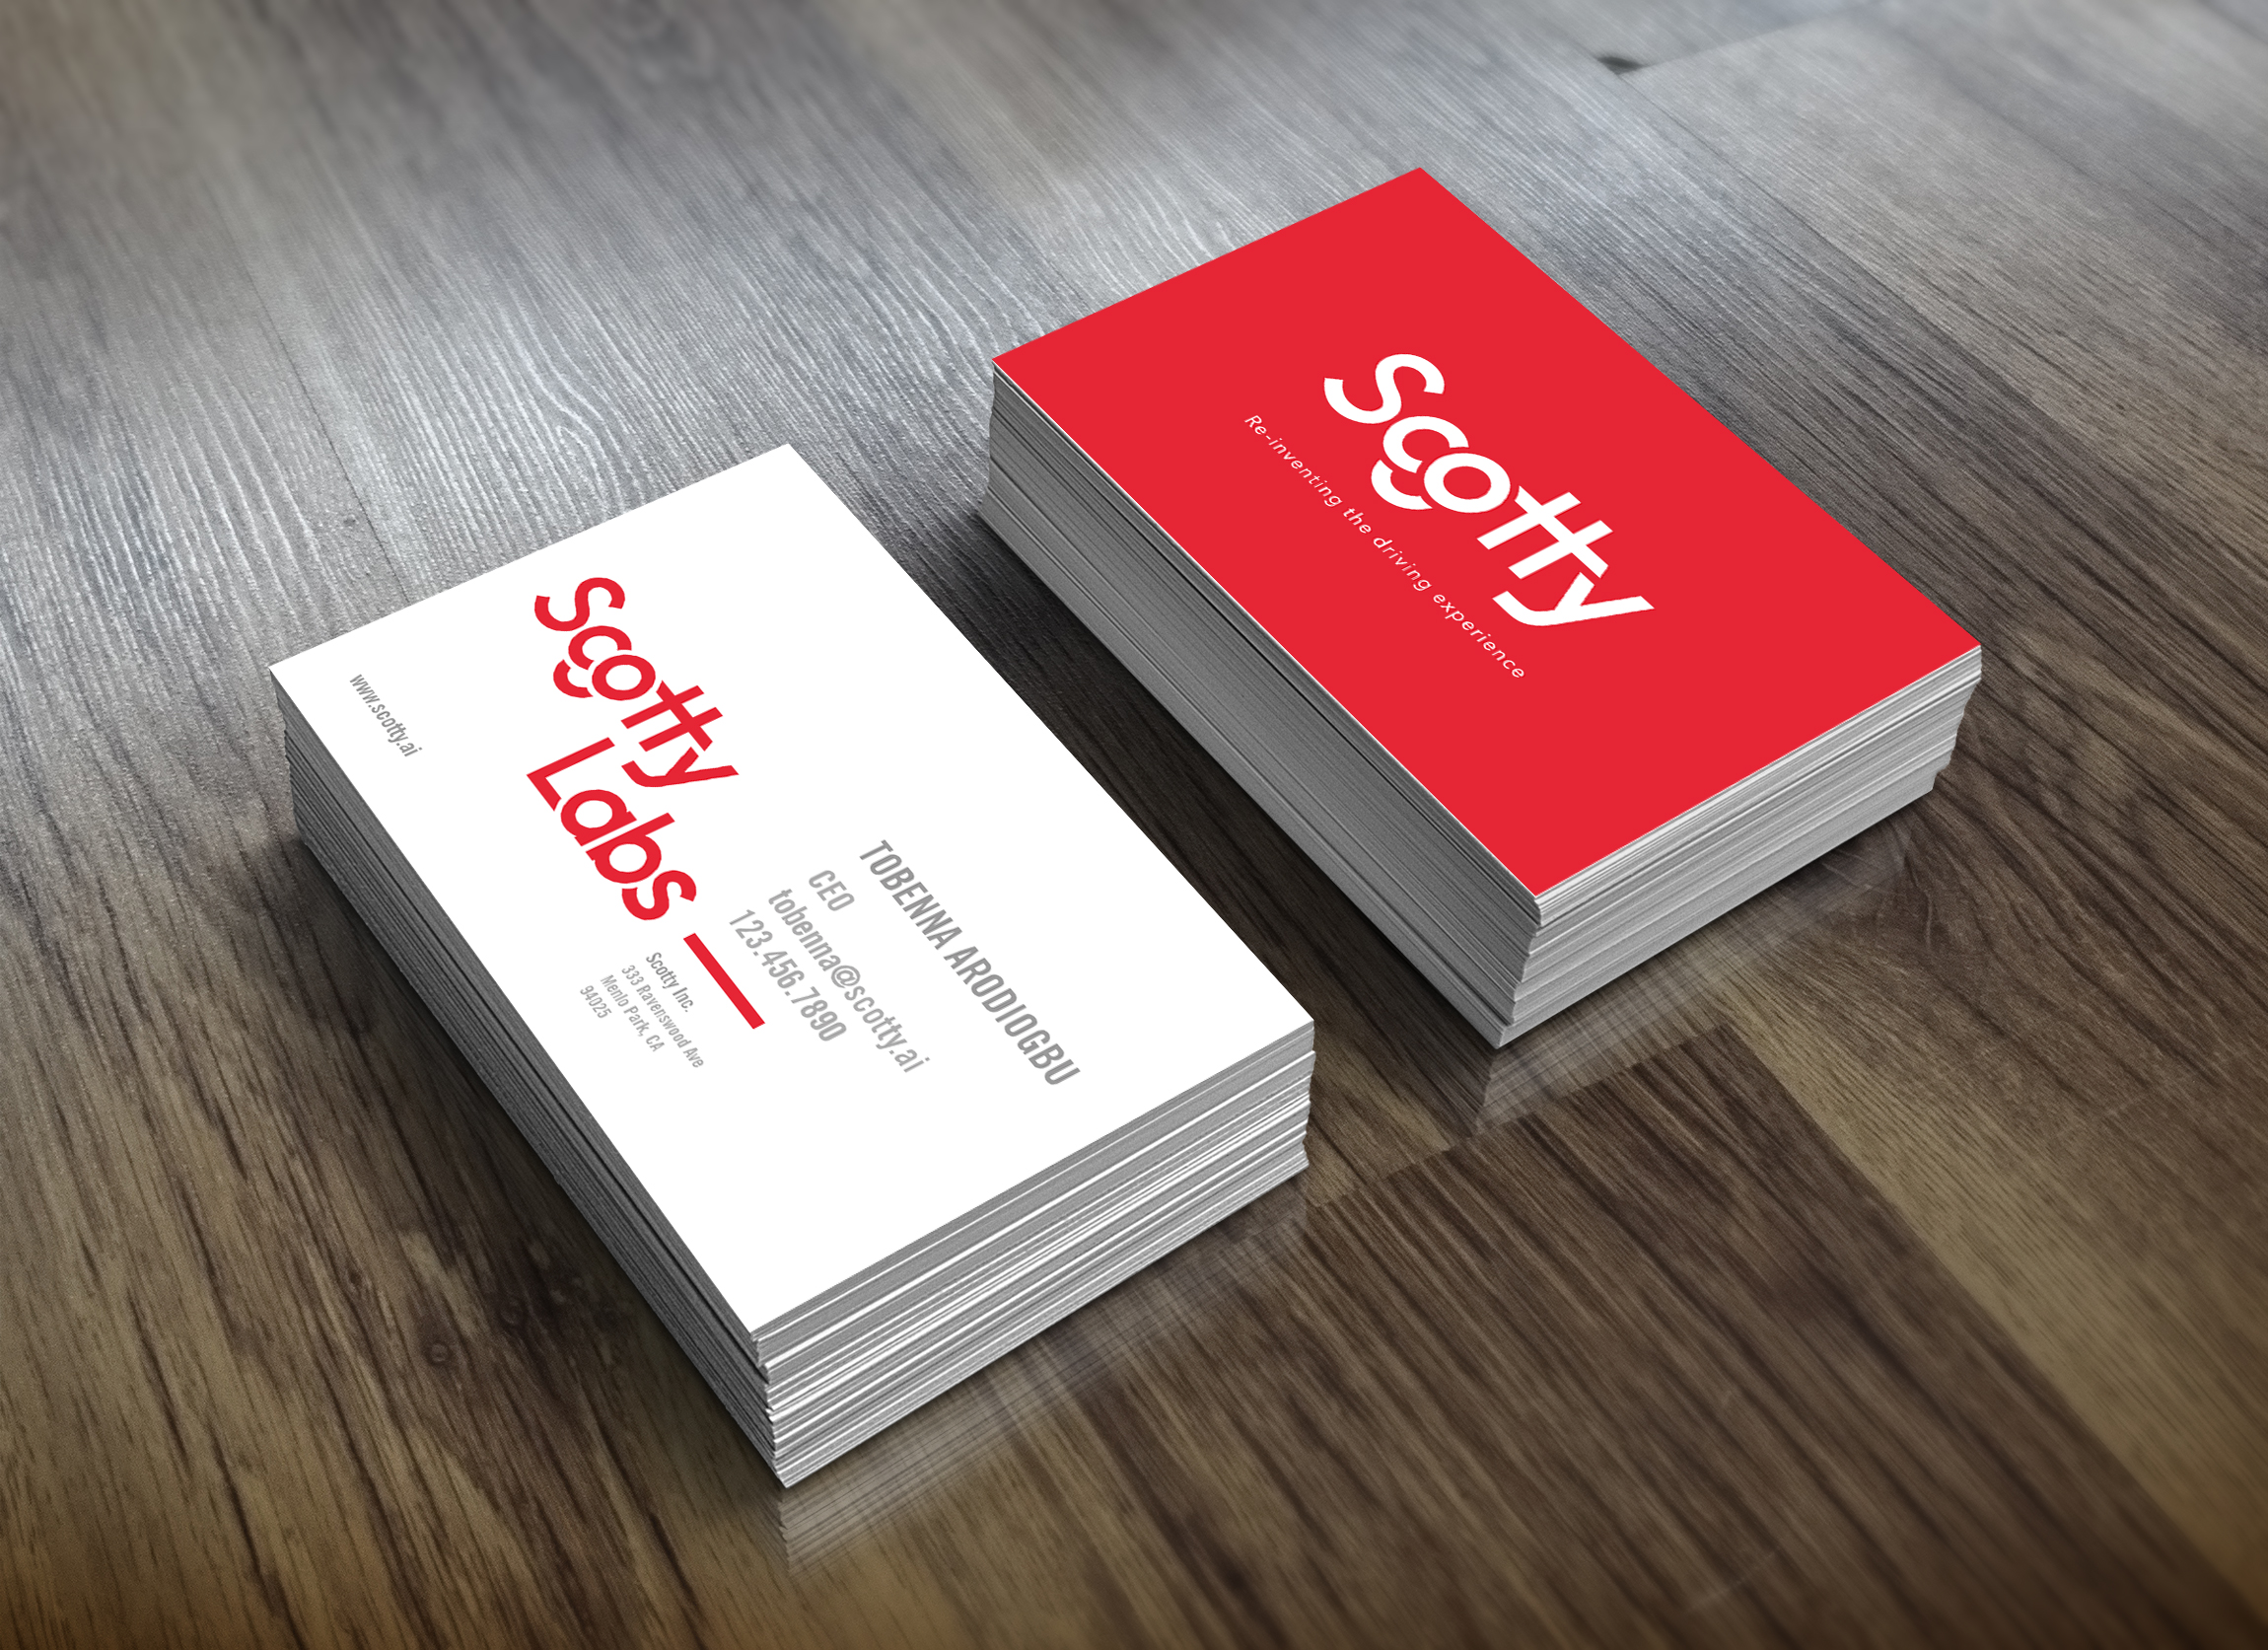 Scotty
Labs
TOBENNA ARODIOGBU
CEO
tobenna@scotty.ai
123.456.7890
Scotty Inc.
333 Ravenswood Ave
Menlo Park, CA
94025
www.scotty.ai
Scotty
Re-inventing the driving experience